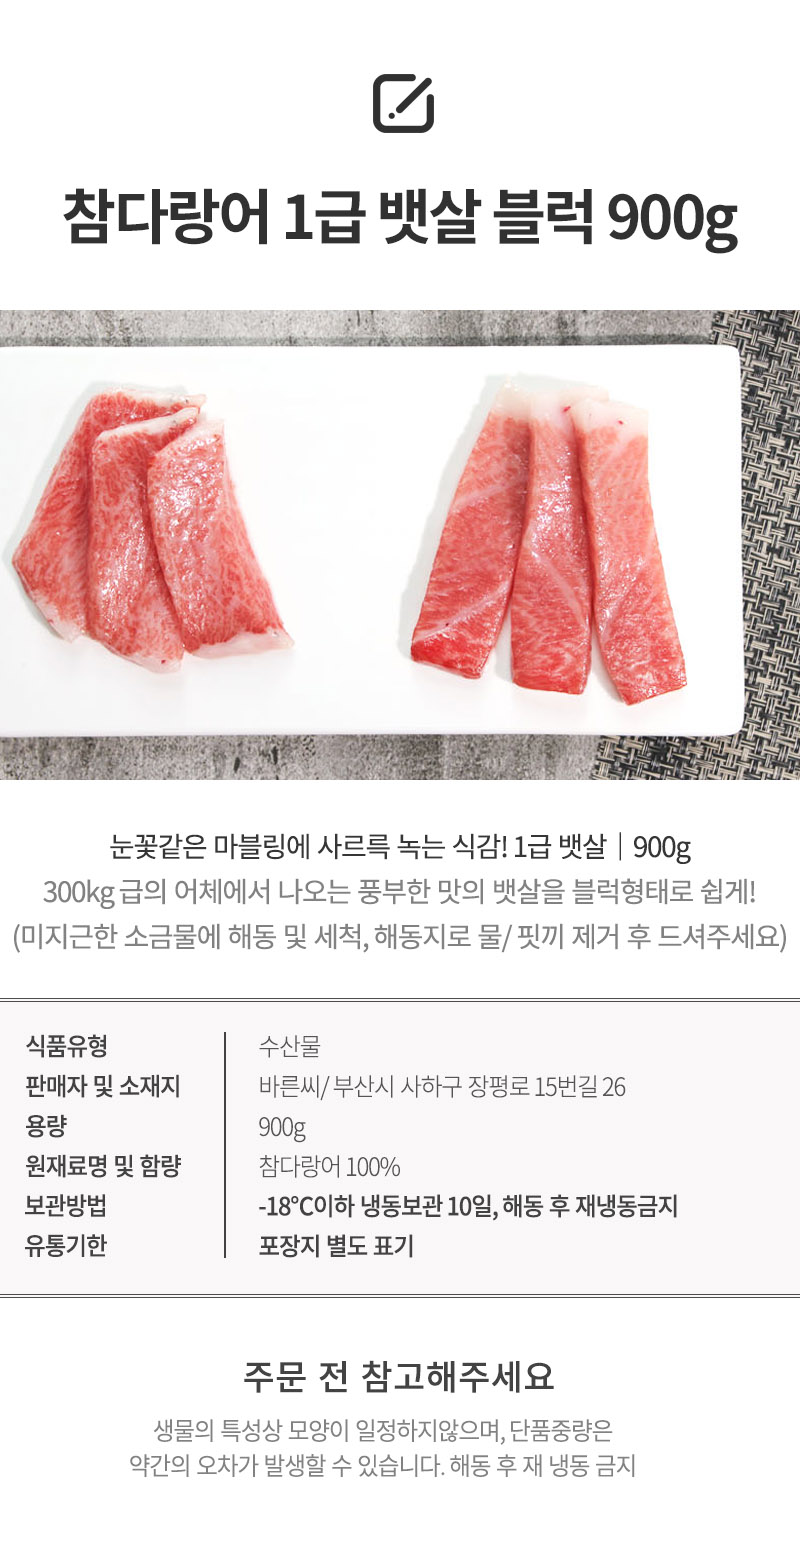 참다랑어 1급 뱃살 블럭 900g
눈꽃같은 마블링에 사르륵 녹는 식감! 1급 뱃살 | 900g
300kg 급의 어체에서 나오는 풍부한 맛의 뱃살을 블럭형태로 쉽게!
(미지근한 소금물에 해동 및 세척, 해동지로 물/ 핏끼 제거 후 드셔주세요)
식품유형 수산물
판매자 및 소재지 바른씨/ 부산시 사하구 장평로 15번길 26
용량 900g
원재료명 및 함량 참다랑어 100%
보관방법 -18℃이하 냉동보관 10일, 해동 후 재냉동금지
유통기한 포장지 별도 표기
주문 전 참고해주세요
생물의 특성상 모양이 일정하지않으며, 단품중량은
약간의 오차가 발생할 수 있습니다. 해동 후 재 냉동 금지